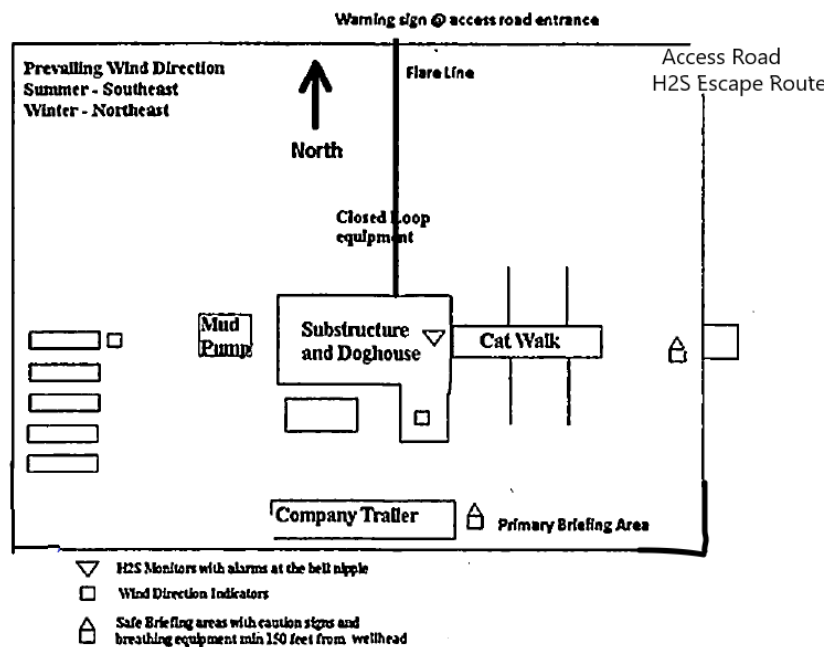 Warning sign @ access road entrance
Prevailing Wind Direction
Summer - Southeast
Winter - Northeast
North
Flare Line
Access Road
H2S Escape Route
Closed Loop
equipment
Mud
Pump
Substructure
and Doghouse
Cat Walk
Company Trailer
Primary Briefing Area
H2S Monitors with alarms at the bell nipple
Wind Direction Indicators
Safe Briefing areas with caution signs and
breathing equipment min 150 feet from wellhead